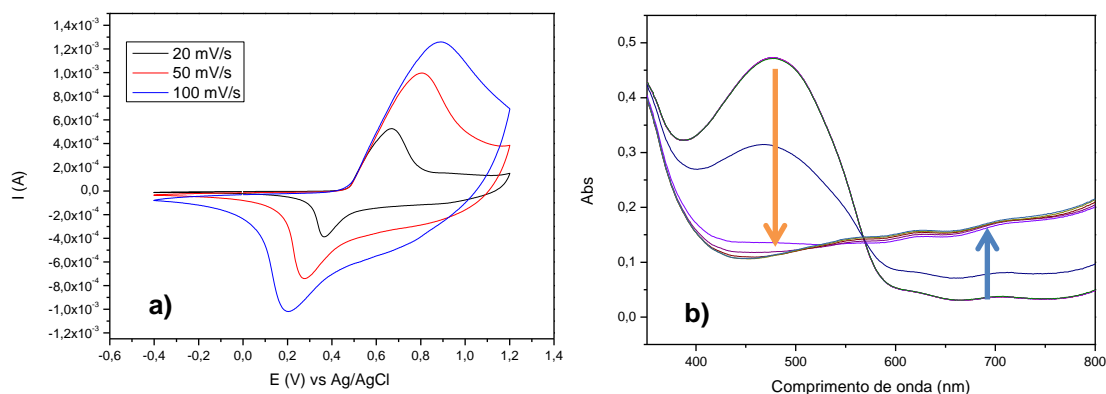 1,4x10⁻³
1,2x10⁻³
1,0x10⁻³
8,0x10⁻⁴
6,0x10⁻⁴
4,0x10⁻⁴
2,0x10⁻⁴
0,0
-2,0x10⁻⁴
-4,0x10⁻⁴
-6,0x10⁻⁴
-8,0x10⁻⁴
-1,0x10⁻³
-1,2x10⁻³
I (A)
20 mV/s
50 mV/s
100 mV/s
a)
-0,6 -0,4 -0,2 0,0 0,2 0,4 0,6 0,8 1,0 1,2 1,4
E (V) vs Ag/AgCl
0,5
0,4
0,3
0,2
0,1
0,0
Abs
b)
400 500 600 700 800
Comprimento de onda (nm)